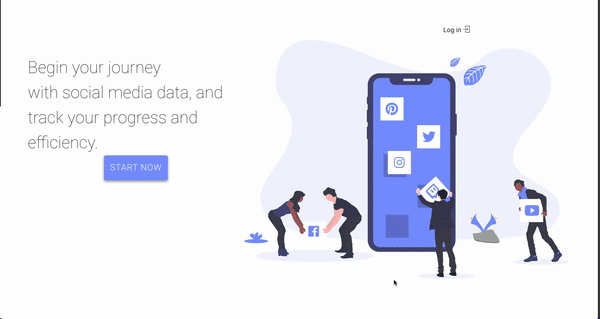 Log in
Begin your journey
with social media data, and
track your progress and
efficiency.
START NOW